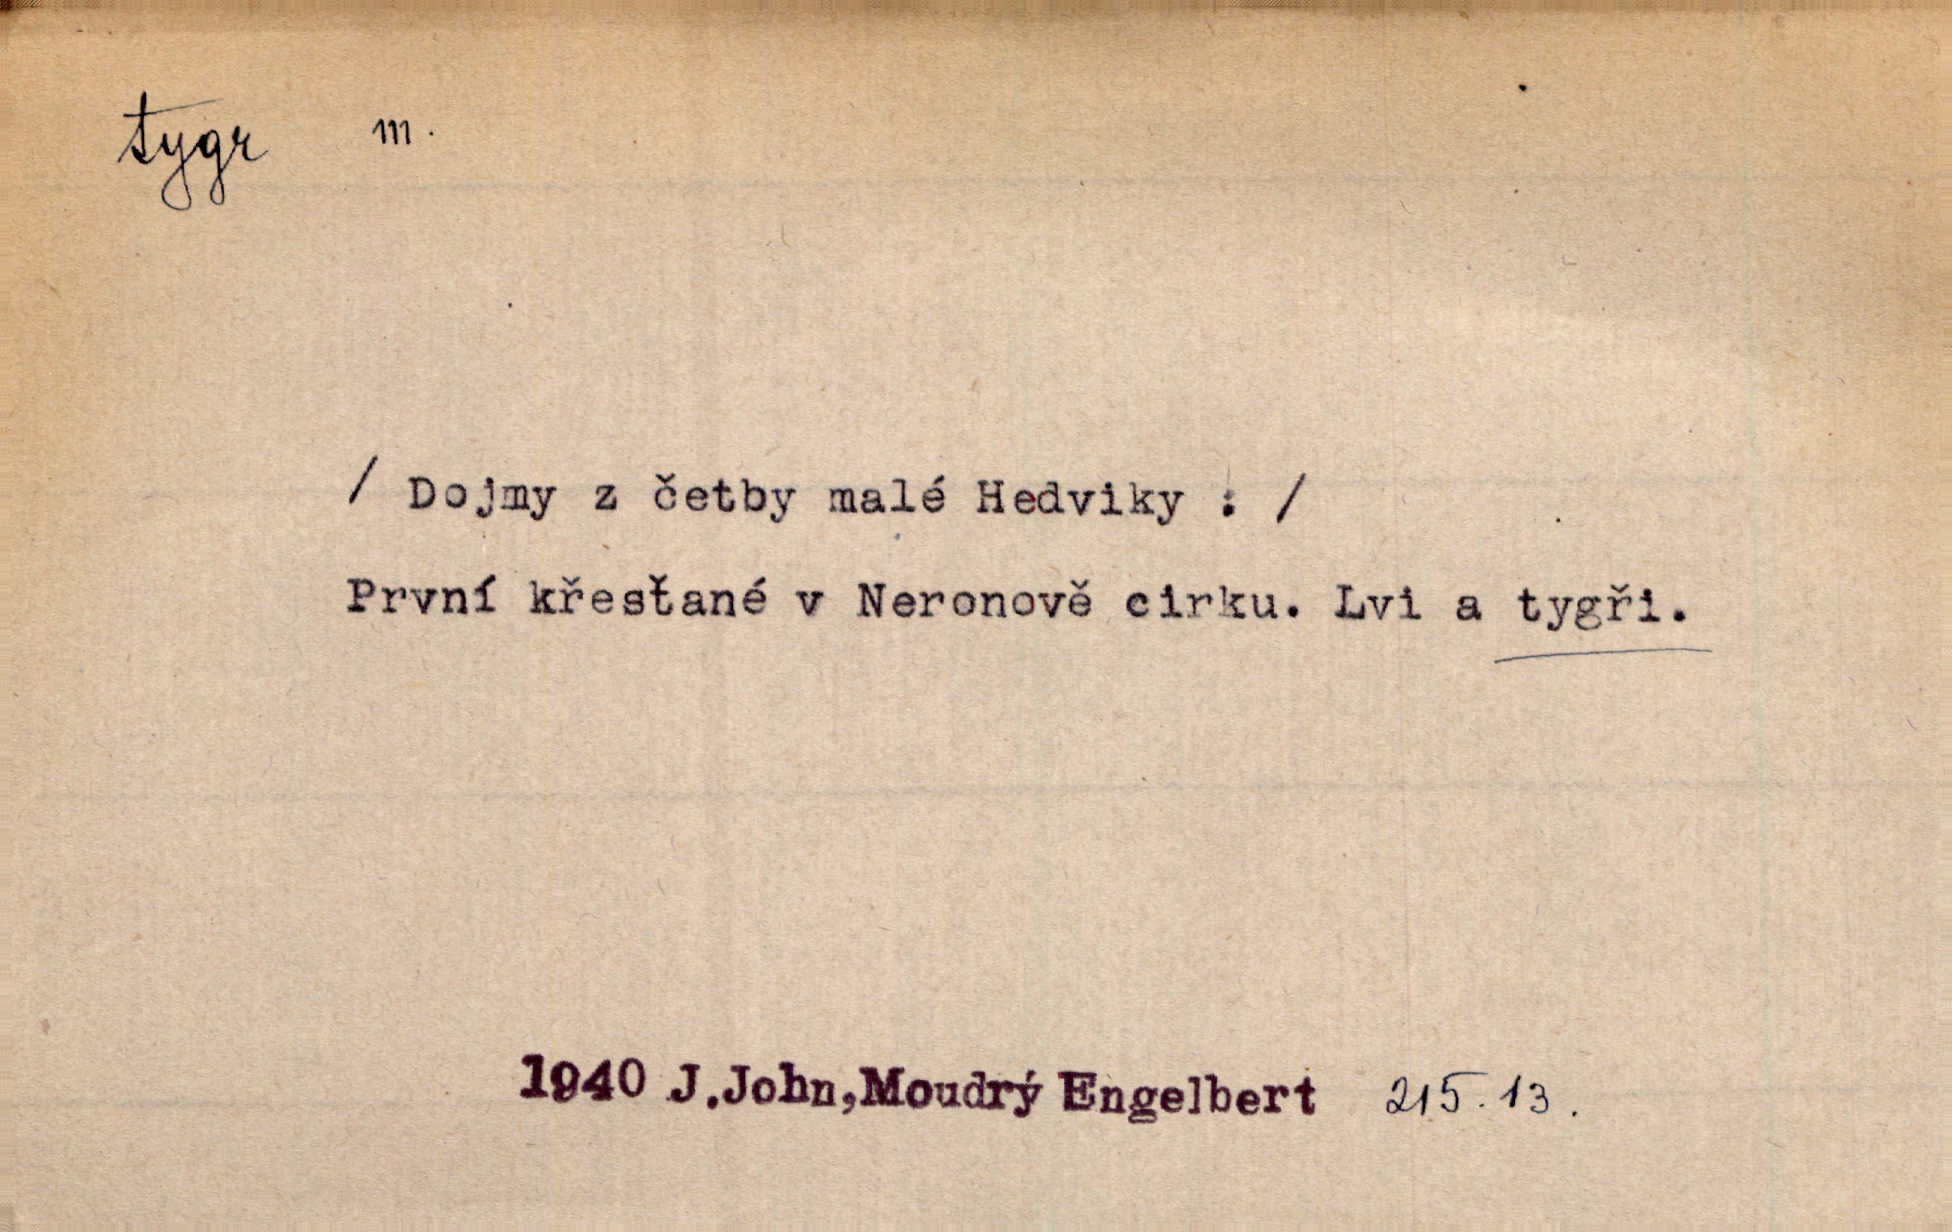 tygr m.
/ Dojmy z četby malé Hedviky : /
První křesťané v Neronově cirku. Lvi a tygři.
1940 J.John,Moudrý Engelbert 215.13.